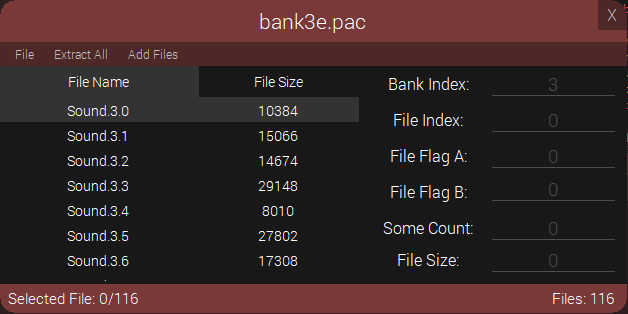 bank3e.pac
X
File Extract All Add Files
File Name File Size
Sound.3.0 10384
Sound.3.1 15066
Sound.3.2 14674
Sound.3.3 29148
Sound.3.4 8010
Sound.3.5 27802
Sound.3.6 17308
Bank Index: 3
File Index: 0
File Flag A: 0
File Flag B: 0
Some Count: 0
File Size: 0
Selected File: 0/116 Files: 116